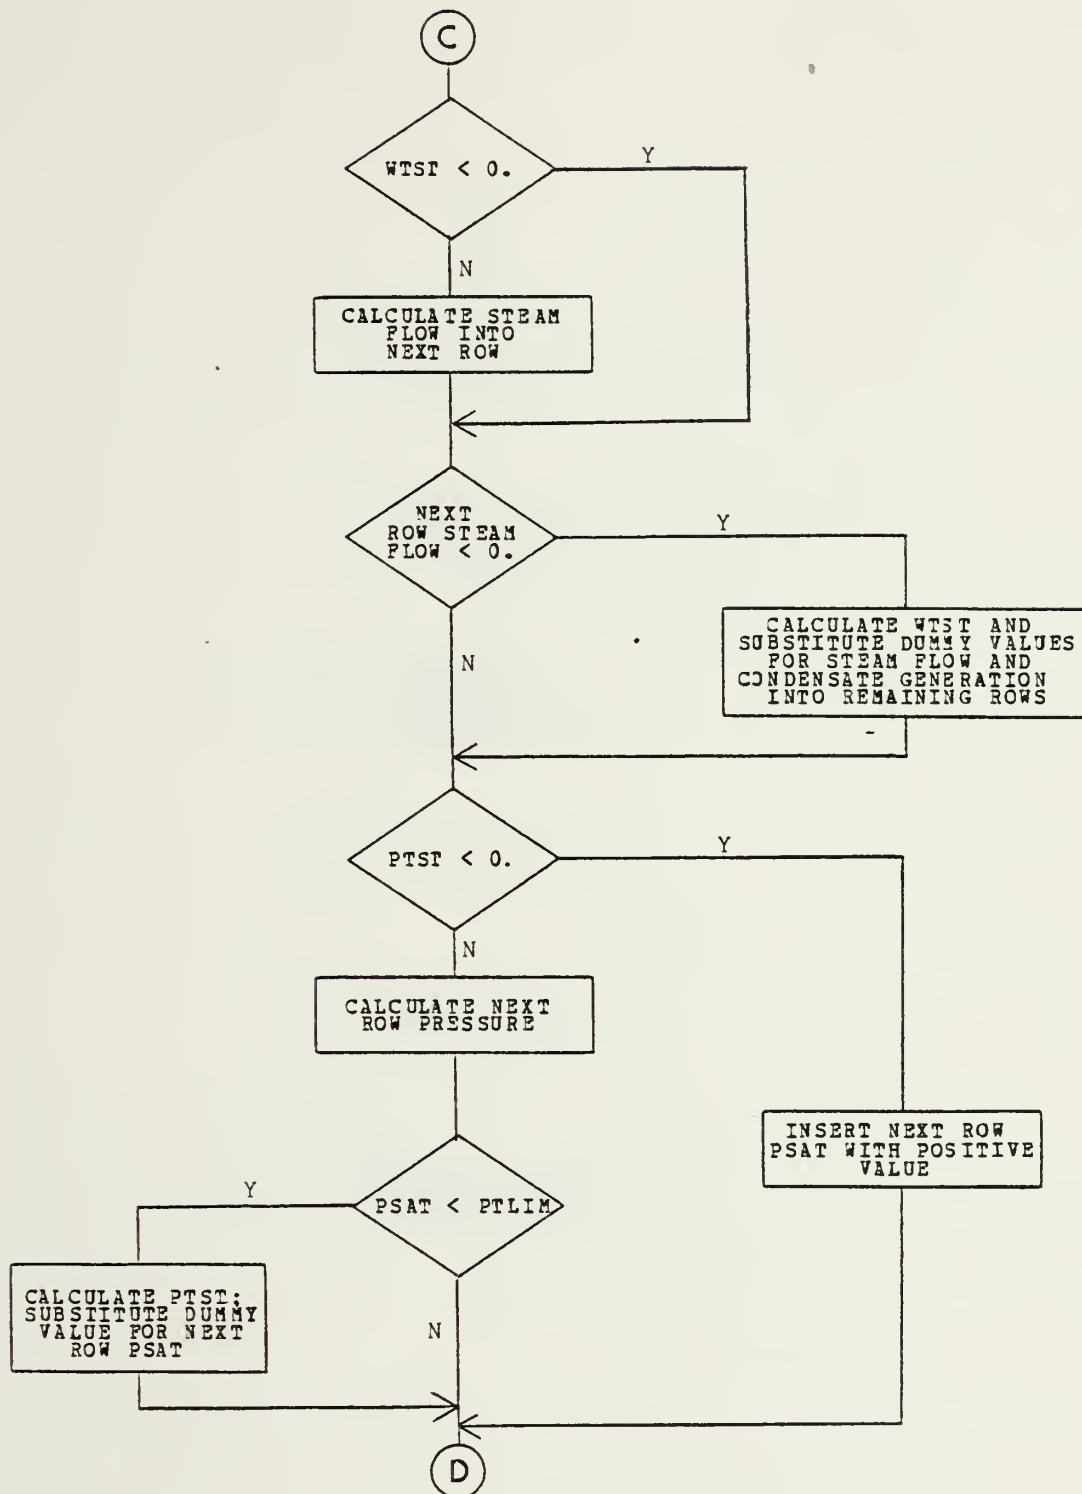 C
WTST < 0.
Y
N
CALCULATE STEAM
FLOW INTO
NEXT ROW
NEXT
ROW STEAM
FLOW < 0.
Y
N
CALCULATE WTST AND
SUBSTITUTE DUMMY VALUES
FOR STEAM FLOW AND
CONDENSATE GENERATION
INTO REMAINING ROWS
PTST < 0.
Y
N
CALCULATE NEXT
ROW PRESSURE
INSERT NEXT ROW
PSAT WITH POSITIVE
VALUE
PSAT < PTLIM
Y
N
CALCULATE PTST;
SUBSTITUTE DUMMY
VALUE FOR NEXT
ROW PSAT
D